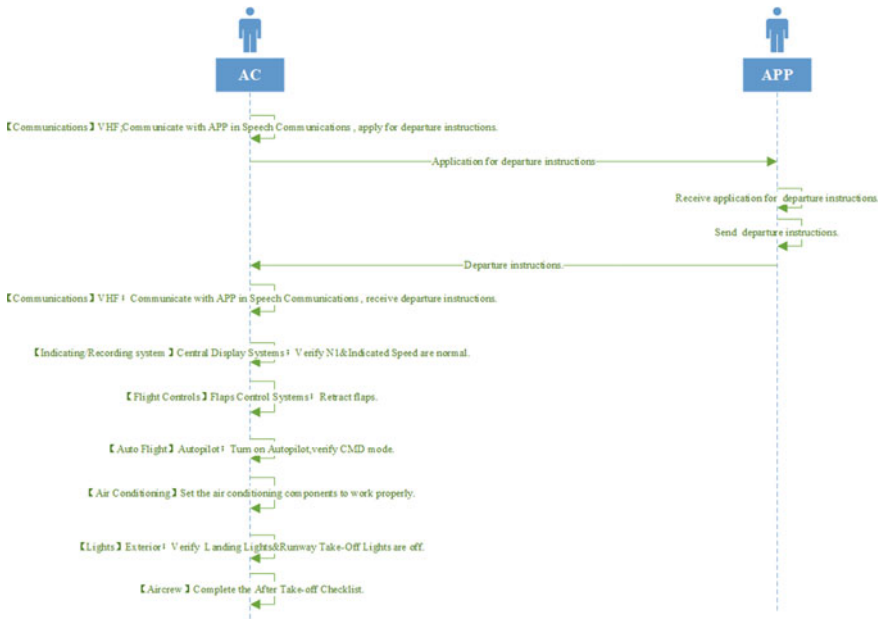 AC
APP
【Communications】VHF;Communicate with APP in Speech Communications , apply for departure instructions.
Application for departure instructions
Receive application for departure instructions
Send departure instructions.
Departure instructions.
【Communications】VHF： Communicate with APP in Speech Communications , receive departure instructions.
【Indicating/Recording system 】Central Display Systems： Verify N1&Indicated Speed are normal.
【Flight Controls】Flaps Control Systems： Retract flaps.
【Auto Flight】Autopilot： Turn on Autopilot,verify CMD mode.
【Air Conditioning】Set the air conditioning components to work properly.
【Lights】Exterior： Verify Landing Lights&Runway Take-Off Lights are off.
【Aircrew】Complete the After Take-off Checklist.